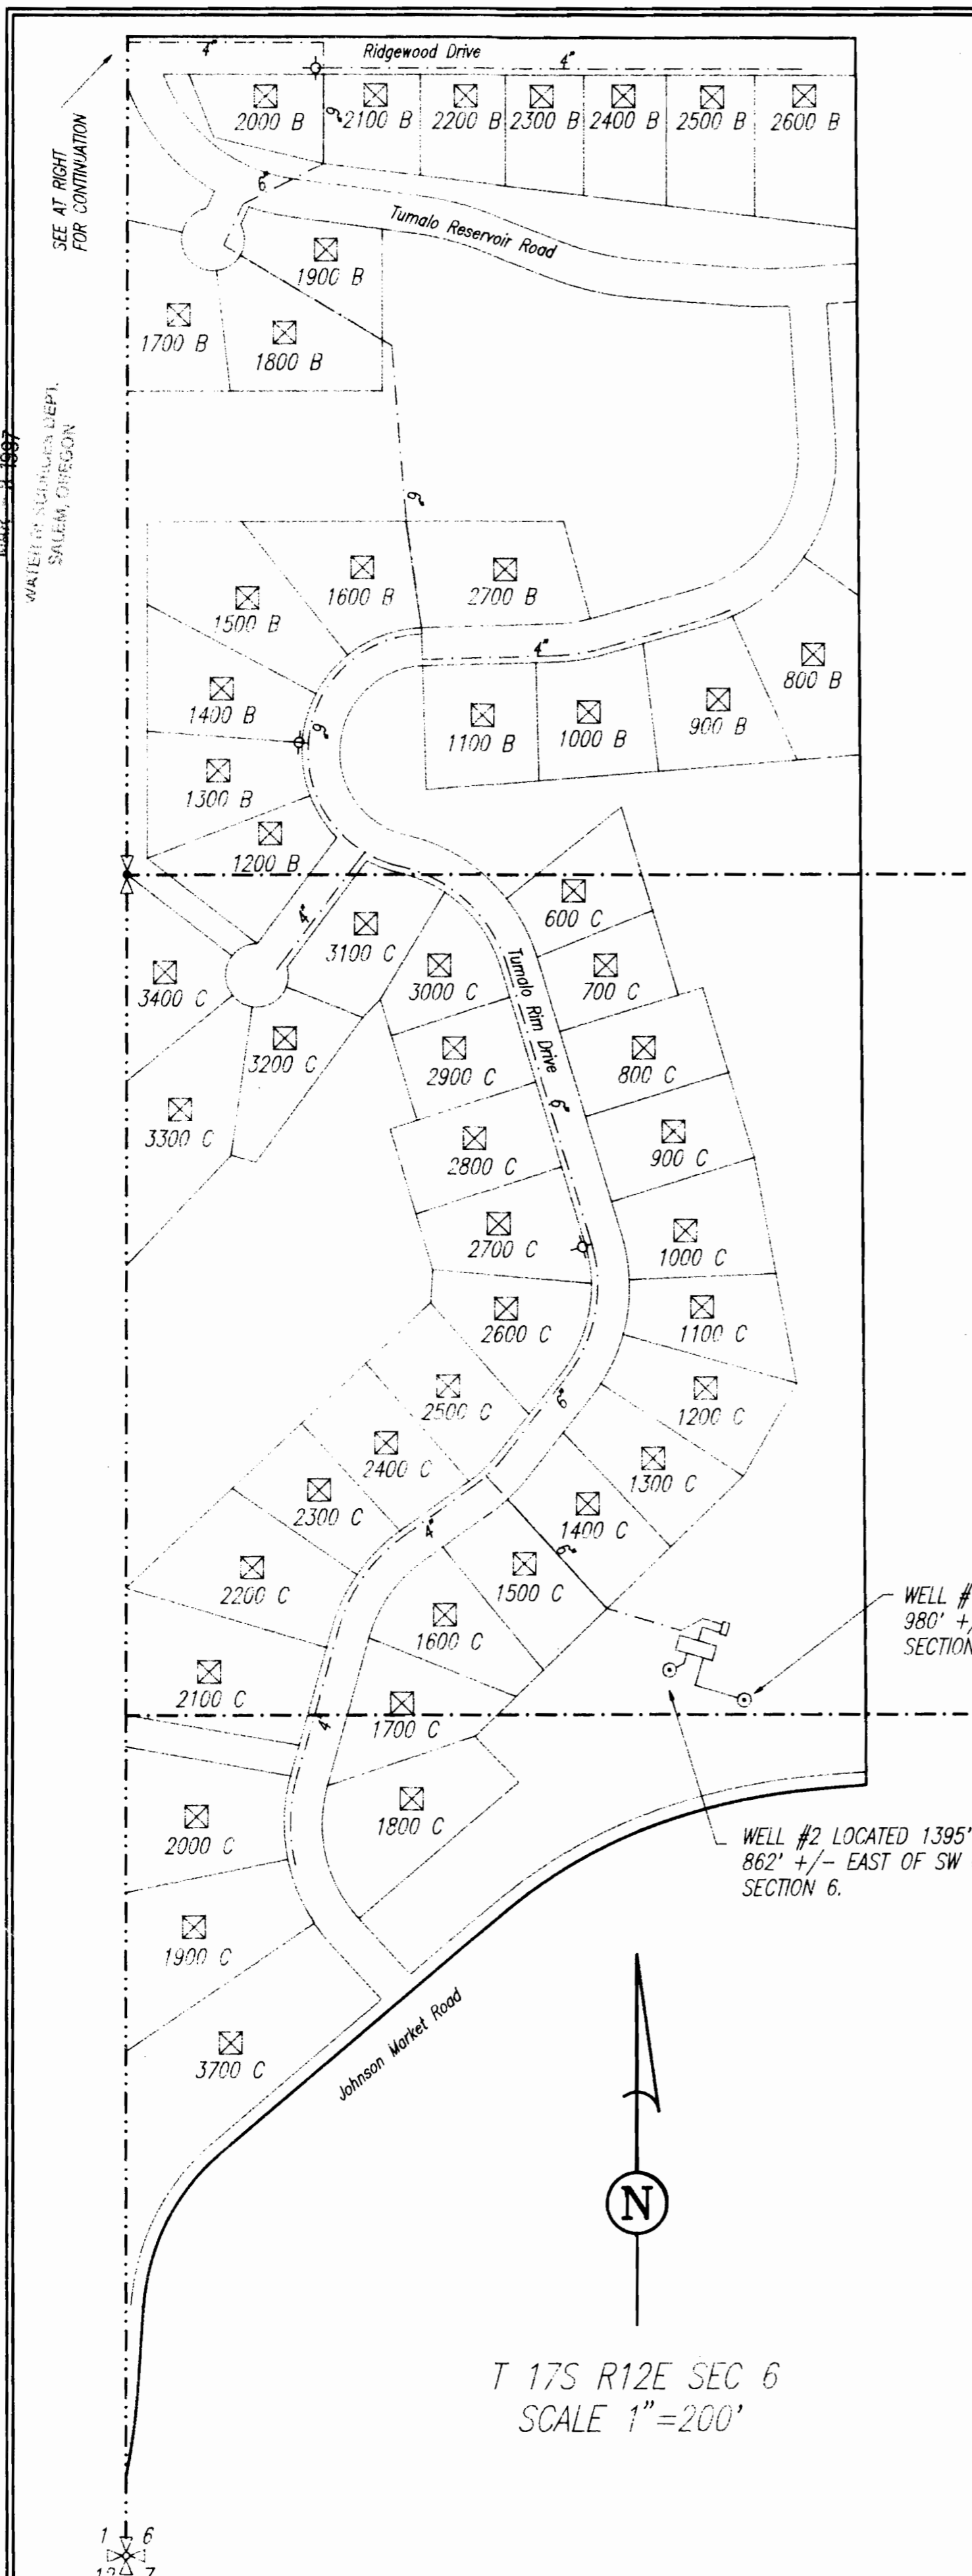 4"
Ridgewood Drive
4"
2000 B
6"
2100 B
2200 B
2300 B
2400 B
2500 B
2600 B
SEE AT RIGHT
FOR CONTINUATION
6"
Tumalo Reservoir Road
1900 B
1700 B
1800 B
1997
WATER RESOURCES DEPT.
SALEM, OREGON
6"
1600 B
2700 B
1500 B
4"
800 B
1400 B
6"
1100 B
1000 B
900 B
1300 B
1200 B
600 C
4"
3100 C
3000 C
Tumalo Rim Drive
700 C
3400 C
3200 C
2900 C
800 C
6"
3300 C
2800 C
900 C
2700 C
1000 C
2600 C
1100 C
2500 C
6"
1200 C
2400 C
1300 C
2300 C
4"
1400 C
6"
2200 C
1500 C
1600 C
WELL #
980' +/
SECTION
2100 C
4"
1700 C
2000 C
1800 C
WELL #2 LOCATED 1395'
862' +/- EAST OF SW
SECTION 6.
1900 C
3700 C
Johnson Market Road
N
T 17S R12E SEC 6
SCALE 1"=200'
1 6
12 7